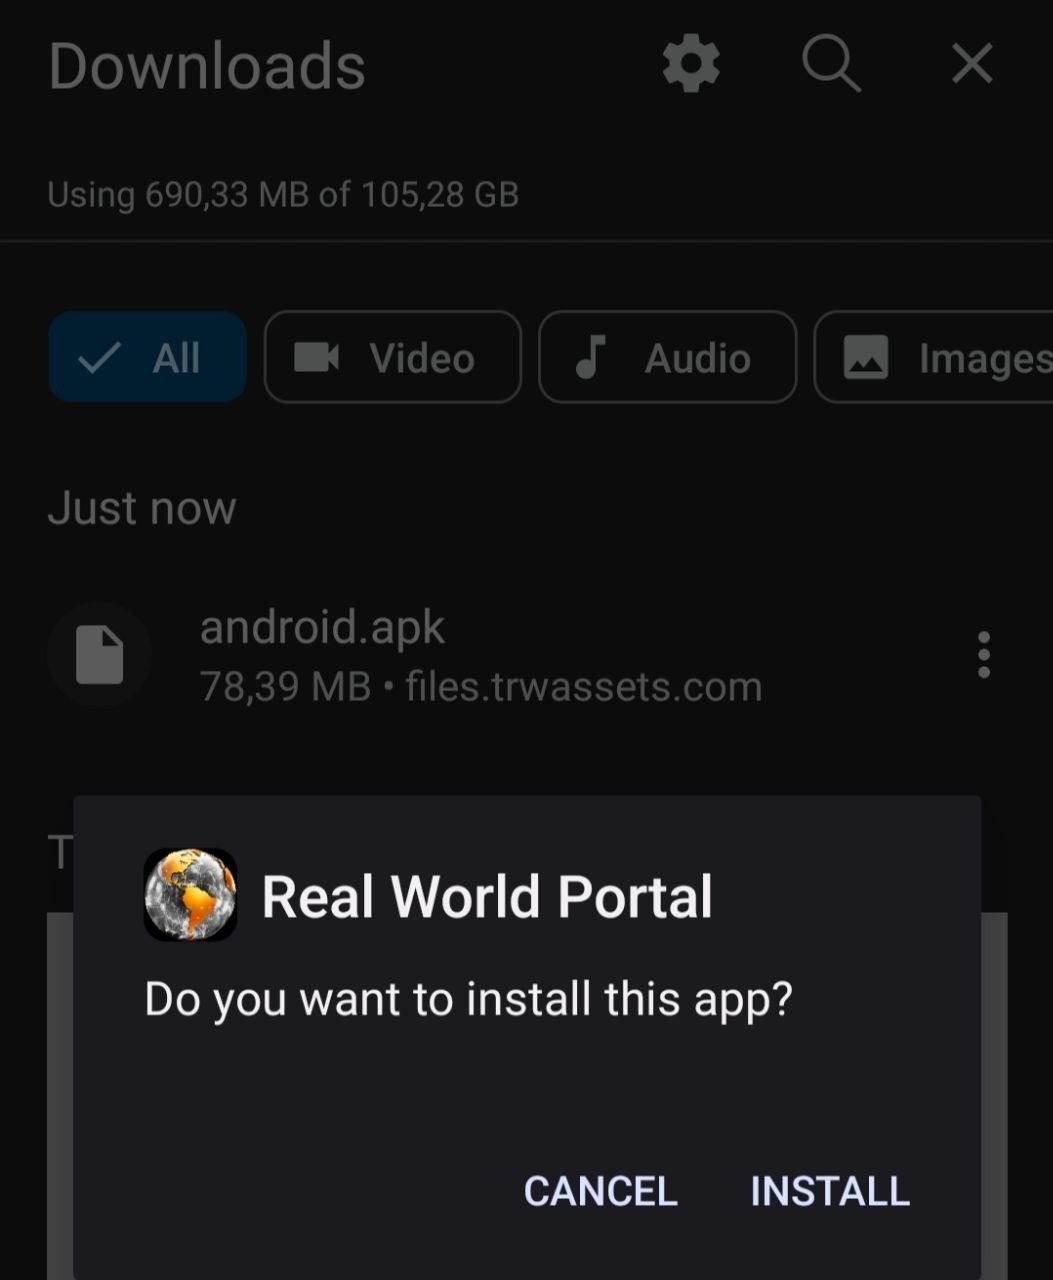 Downloads
Using 690,33 MB of 105,28 GB
All Video Audio Images
Just now
android.apk
78,39 MB • files.trwassets.com
T
Real World Portal
Do you want to install this app?
CANCEL INSTALL